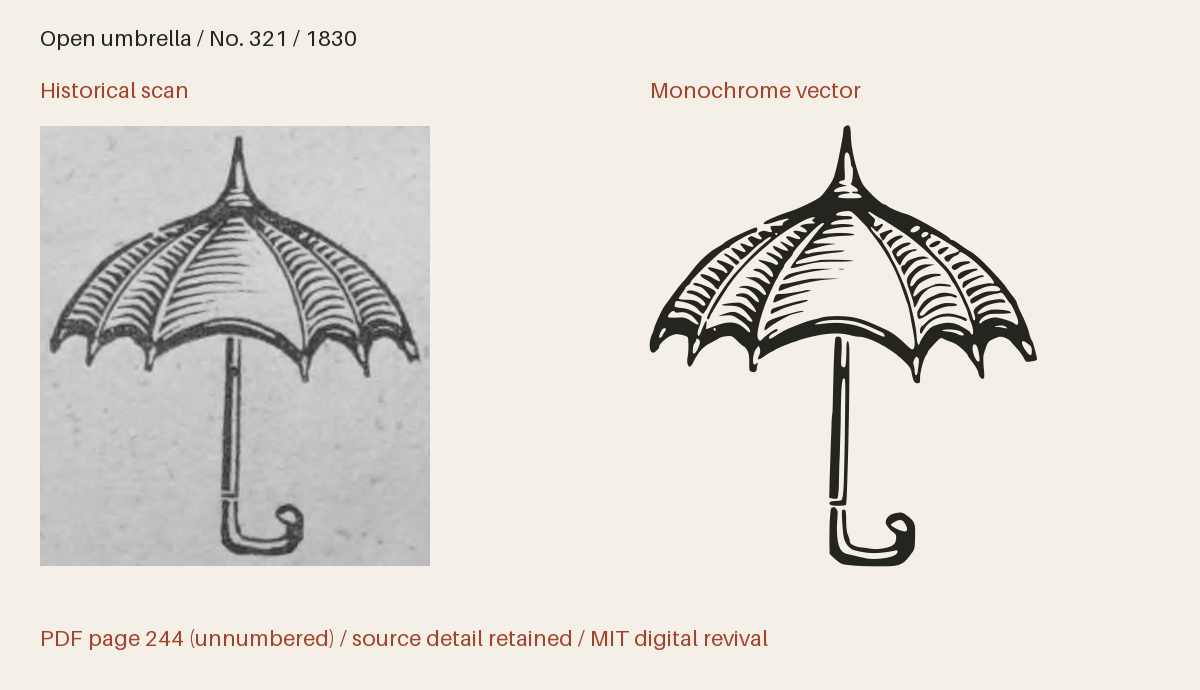 Open umbrella / No. 321 / 1830
Historical scan
Monochrome vector
PDF page 244 (unnumbered) / source detail retained / MIT digital revival